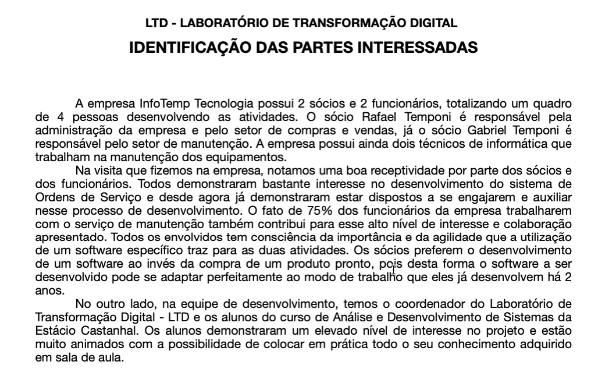 LTD - LABORATÓRIO DE TRANSFORMAÇÃO DIGITAL
IDENTIFICAÇÃO DAS PARTES INTERESSADAS
A empresa InfoTemp Tecnologia possui 2 sócios e 2 funcionários, totalizando um quadro
de 4 pessoas desenvolvendo as atividades. O sócio Rafael Temponi é responsável pela
administração da empresa e pelo setor de compras e vendas, já o sócio Gabriel Temponi é
responsável pelo setor de manutenção. A empresa possui ainda dois técnicos de informática que
trabalham na manutenção dos equipamentos.
Na visita que fizemos na empresa, notamos uma boa receptividade por parte dos sócios e
dos funcionários. Todos demonstraram bastante interesse no desenvolvimento do sistema de
Ordens de Serviço e desde agora já demonstraram estar dispostos a se engajarem e auxiliar
nesse processo de desenvolvimento. O fato de 75% dos funcionários da empresa trabalharem
com o serviço de manutenção também contribui para esse alto nível de interesse e colaboração
apresentado. Todos os envolvidos tem consciência da importância e da agilidade que a utilização
de um software específico traz para as duas atividades. Os sócios preferem o desenvolvimento
de um software ao invés da compra de um produto pronto, pois desta forma o software a ser
desenvolvido pode se adaptar perfeitamente ao modo de trabalho que eles já desenvolvem há 2
anos.
No outro lado, na equipe de desenvolvimento, temos o coordenador do Laboratório de
Transformação Digital - LTD e os alunos do curso de Análise e Desenvolvimento de Sistemas da
Estácio Castanhal. Os alunos demonstraram um elevado nível de interesse no projeto e estão
muito animados com a possibilidade de colocar em prática todo o seu conhecimento adquirido
em sala de aula.